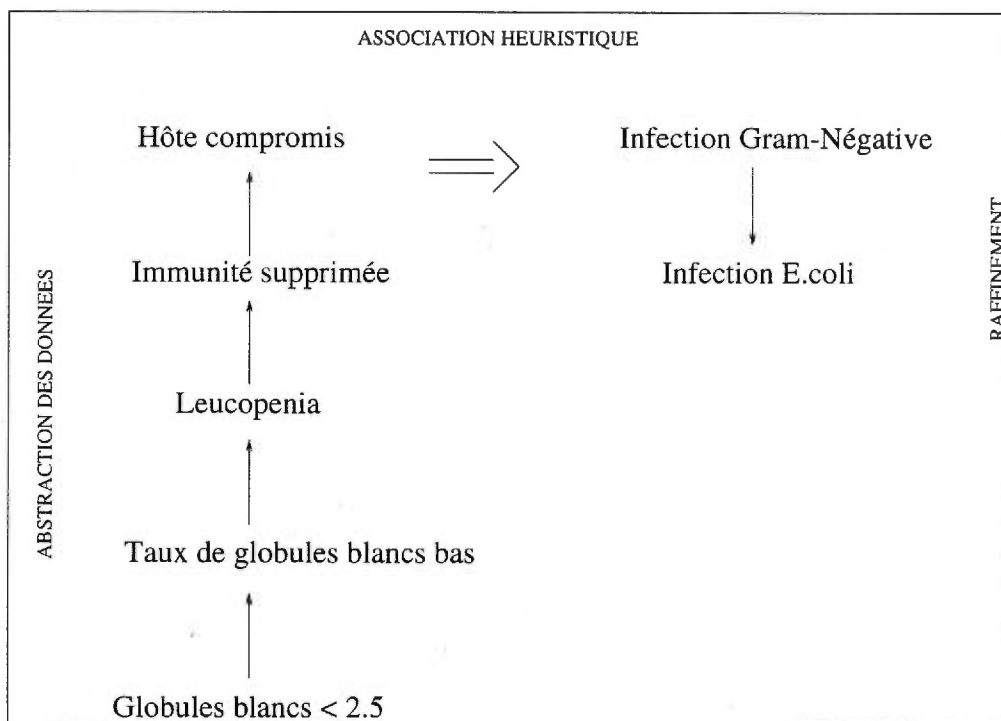 ASSOCIATION HEURISTIQUE
Hôte compromis
Infection Gram-Négative
Immunité supprimée
Infection E.coli
Leucopenia
Taux de globules blancs bas
Globules blancs < 2.5
ABSTRACTION DES DONNEES
RAFFINEMENT